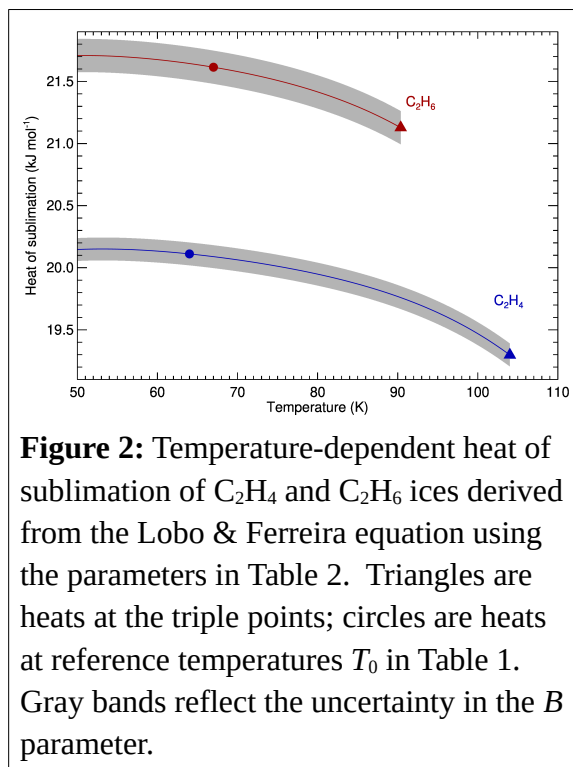 21.5
21.0
20.5
20.0
19.5
Heat of sublimation (kJ mol⁻¹)
C₂H₆
C₂H₄
50 60 70 80 90 100 110
Temperature (K)
Figure 2: Temperature-dependent heat of
sublimation of C₂H₄ and C₂H₆ ices derived
from the Lobo & Ferreira equation using
the parameters in Table 2. Triangles are
heats at the triple points; circles are heats
at reference temperatures T₀ in Table 1.
Gray bands reflect the uncertainty in the B
parameter.